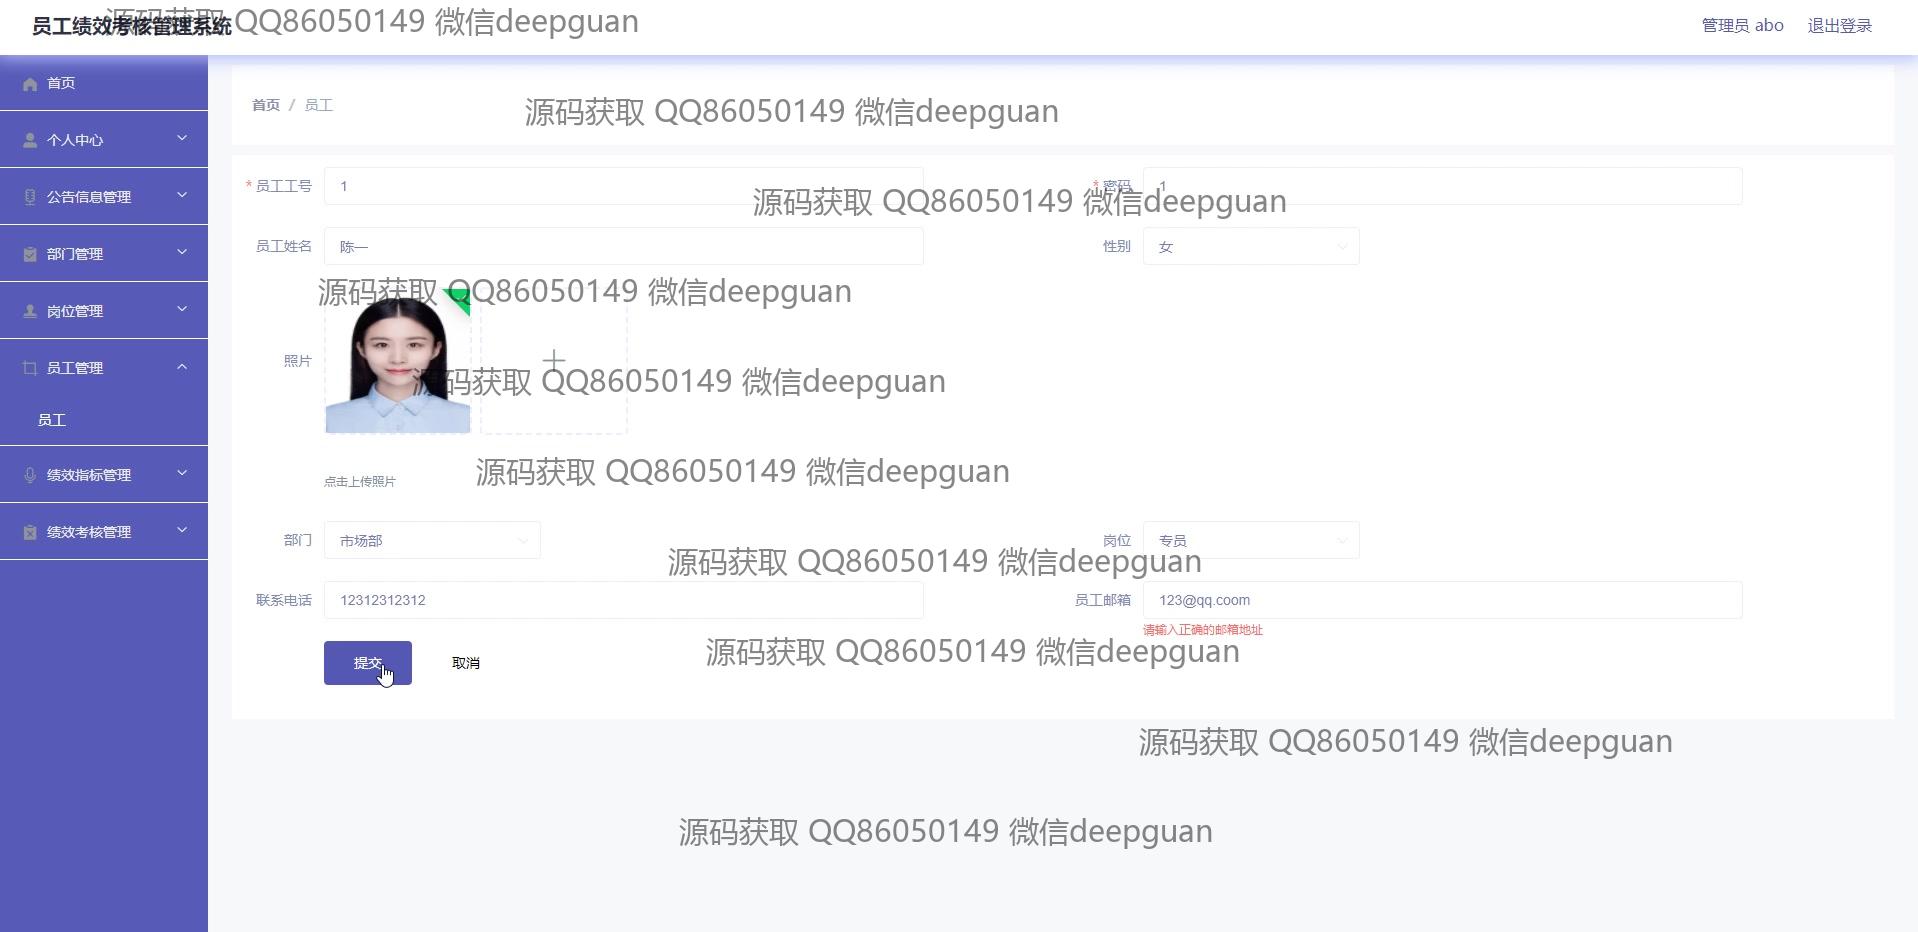 员工绩效考核管理系统
源码获取 QQ86050149 微信deepguan
管理员 abo
退出登录
首页
个人中心
公告信息管理
部门管理
岗位管理
员工管理
员工
绩效指标管理
绩效考核管理
首页 / 员工
源码获取 QQ86050149 微信deepguan
* 员工工号 1
* 密码 1
源码获取 QQ86050149 微信deepguan
员工姓名 陈一
性别 女
源码获取 QQ86050149 微信deepguan
照片
源码获取 QQ86050149 微信deepguan
点击上传照片
源码获取 QQ86050149 微信deepguan
部门 市场部
岗位 专员
源码获取 QQ86050149 微信deepguan
联系电话 12312312312
员工邮箱 123@qq.coom
请输入正确的邮箱地址
提交
取消
源码获取 QQ86050149 微信deepguan
源码获取 QQ86050149 微信deepguan
源码获取 QQ86050149 微信deepguan